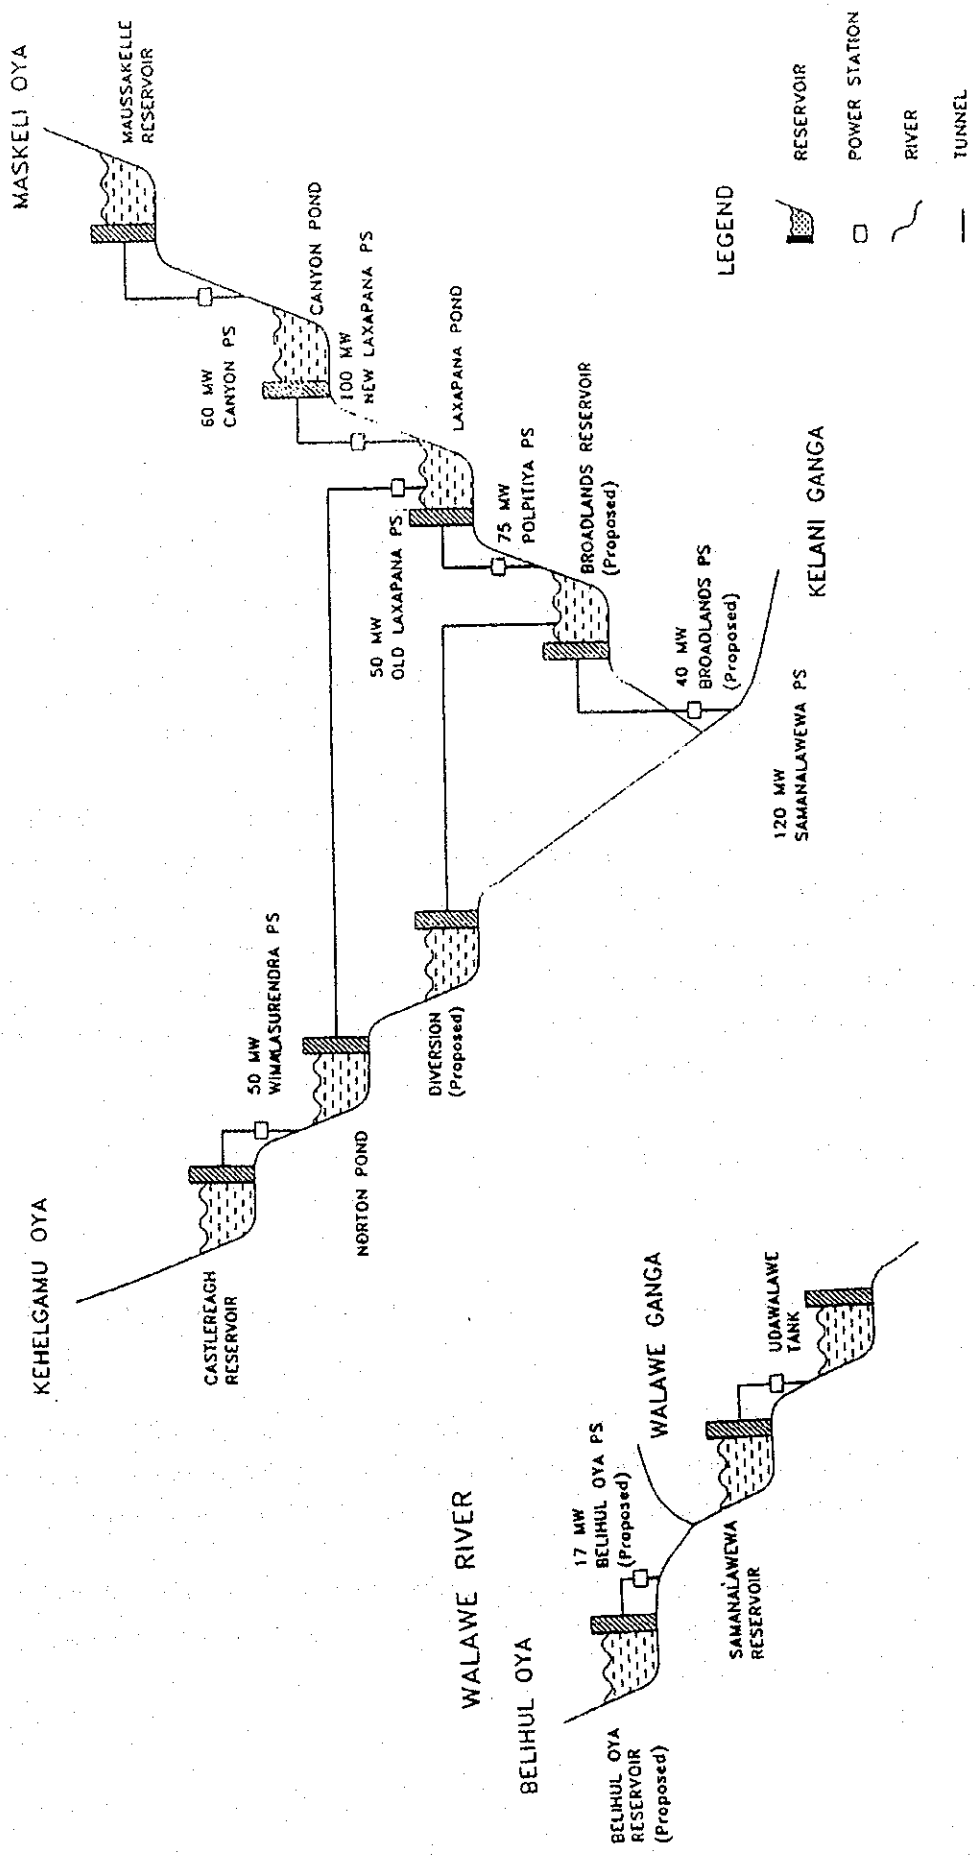 KEHELGAMU OYA
MASKELI OYA
CASTLEREAGH
RESERVOIR
50 MW
WIMALASURENDRA PS
NORTON POND
MAUSSAKELLE
RESERVOIR
60 MW
CANYON PS
CANYON POND
100 MW
NEW LAXAPANA PS
LAXAPANA POND
50 MW
OLD LAXAPANA PS
75 MW
POLPITIYA PS
DIVERSION
(Proposed)
BROADLANDS RESERVOIR
(Proposed)
40 MW
BROADLANDS PS
(Proposed)
KELANI GANGA
WALAWE RIVER
BELIHUL OYA
BELIHUL OYA
RESERVOIR
(Proposed)
17 MW
BELIHUL OYA PS
(Proposed)
WALAWE GANGA
SAMANALAWEWA
RESERVOIR
UDAWALAWE
TANK
120 MW
SAMANALAWEWA PS
LEGEND
RESERVOIR
POWER STATION
RIVER
TUNNEL